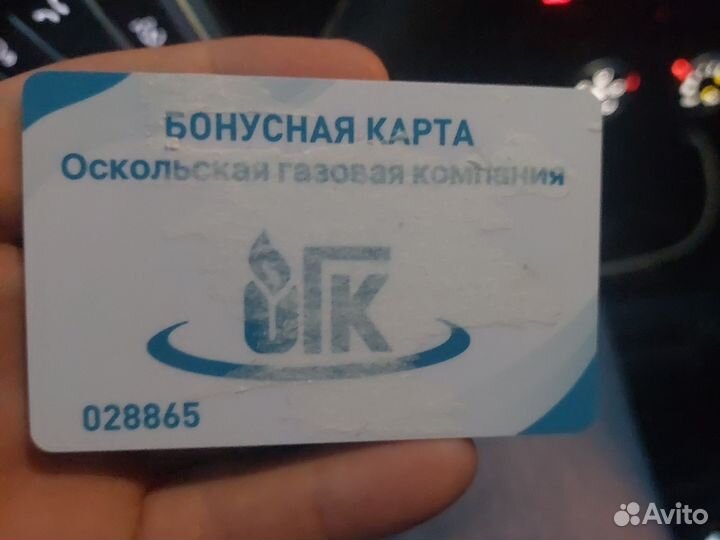 БОНУСНАЯ КАРТА
Оскольская газовая компания
ОГК
028865
Avito